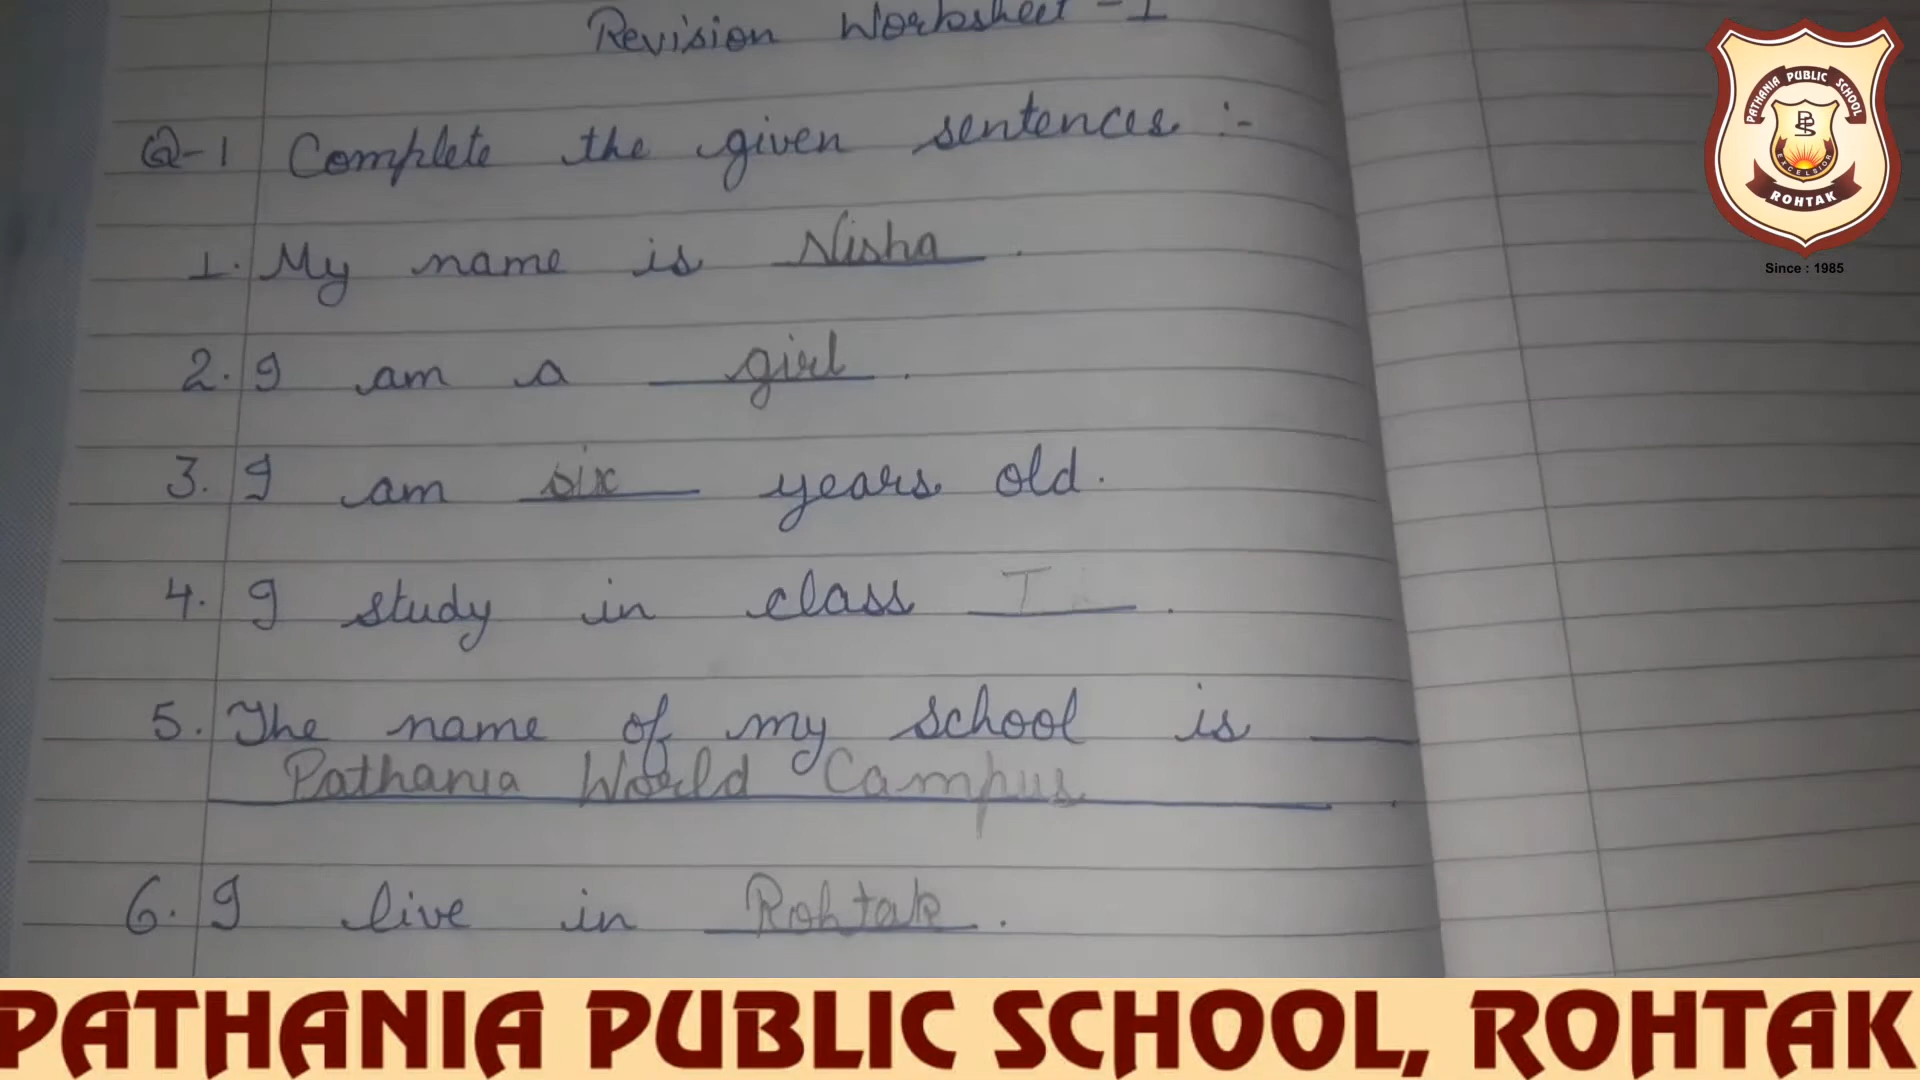 Revision Worksheet - I
Q-1 Complete the given sentences :-
1. My name is Nisha.
2. I am a girl.
3. I am six years old.
4. I study in class I.
5. The name of my school is
Pathania World Campus.
6. I live in Rohtak.
PATHANIA PUBLIC SCHOOL
PBS
EXCELSIOR
ROHTAK
Since : 1985
PATHANIA PUBLIC SCHOOL, ROHTAK